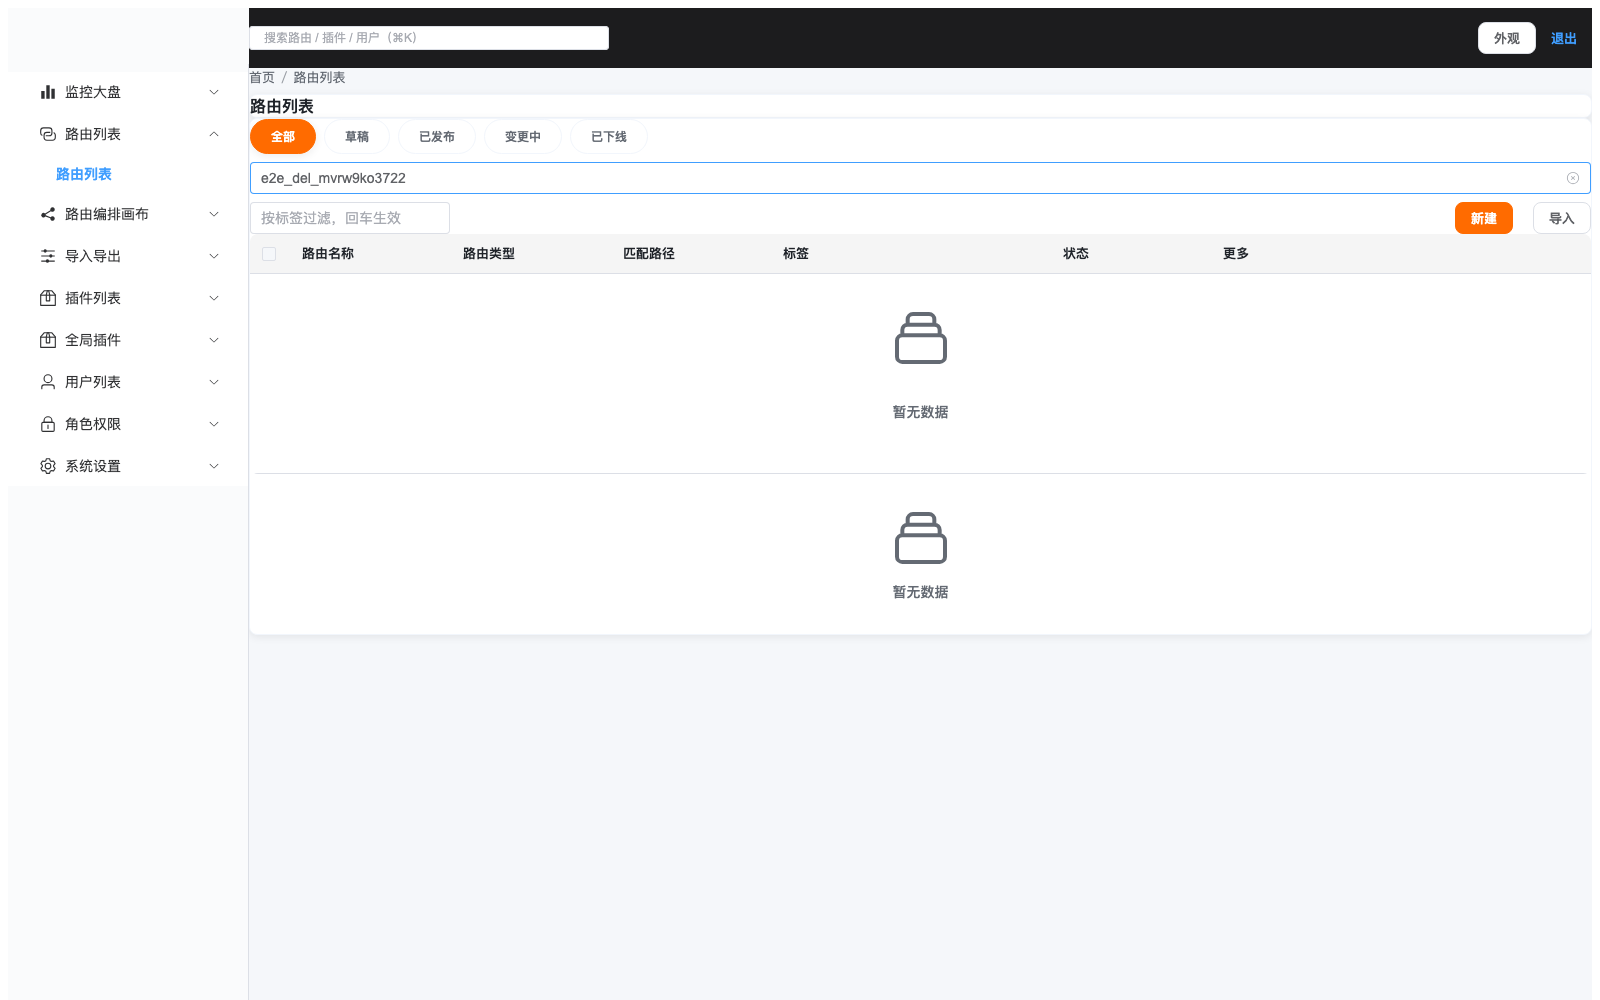 搜索路由 / 插件 / 用户（⌘K）
外观
退出
监控大盘
路由列表
路由列表
路由编排画布
导入导出
插件列表
全局插件
用户列表
角色权限
系统设置
首页 / 路由列表
路由列表
全部 草稿 已发布 变更中 已下线
e2e_del_mvrw9ko3722
按标签过滤，回车生效
新建 导入
路由名称 路由类型 匹配路径 标签 状态 更多
暂无数据
暂无数据